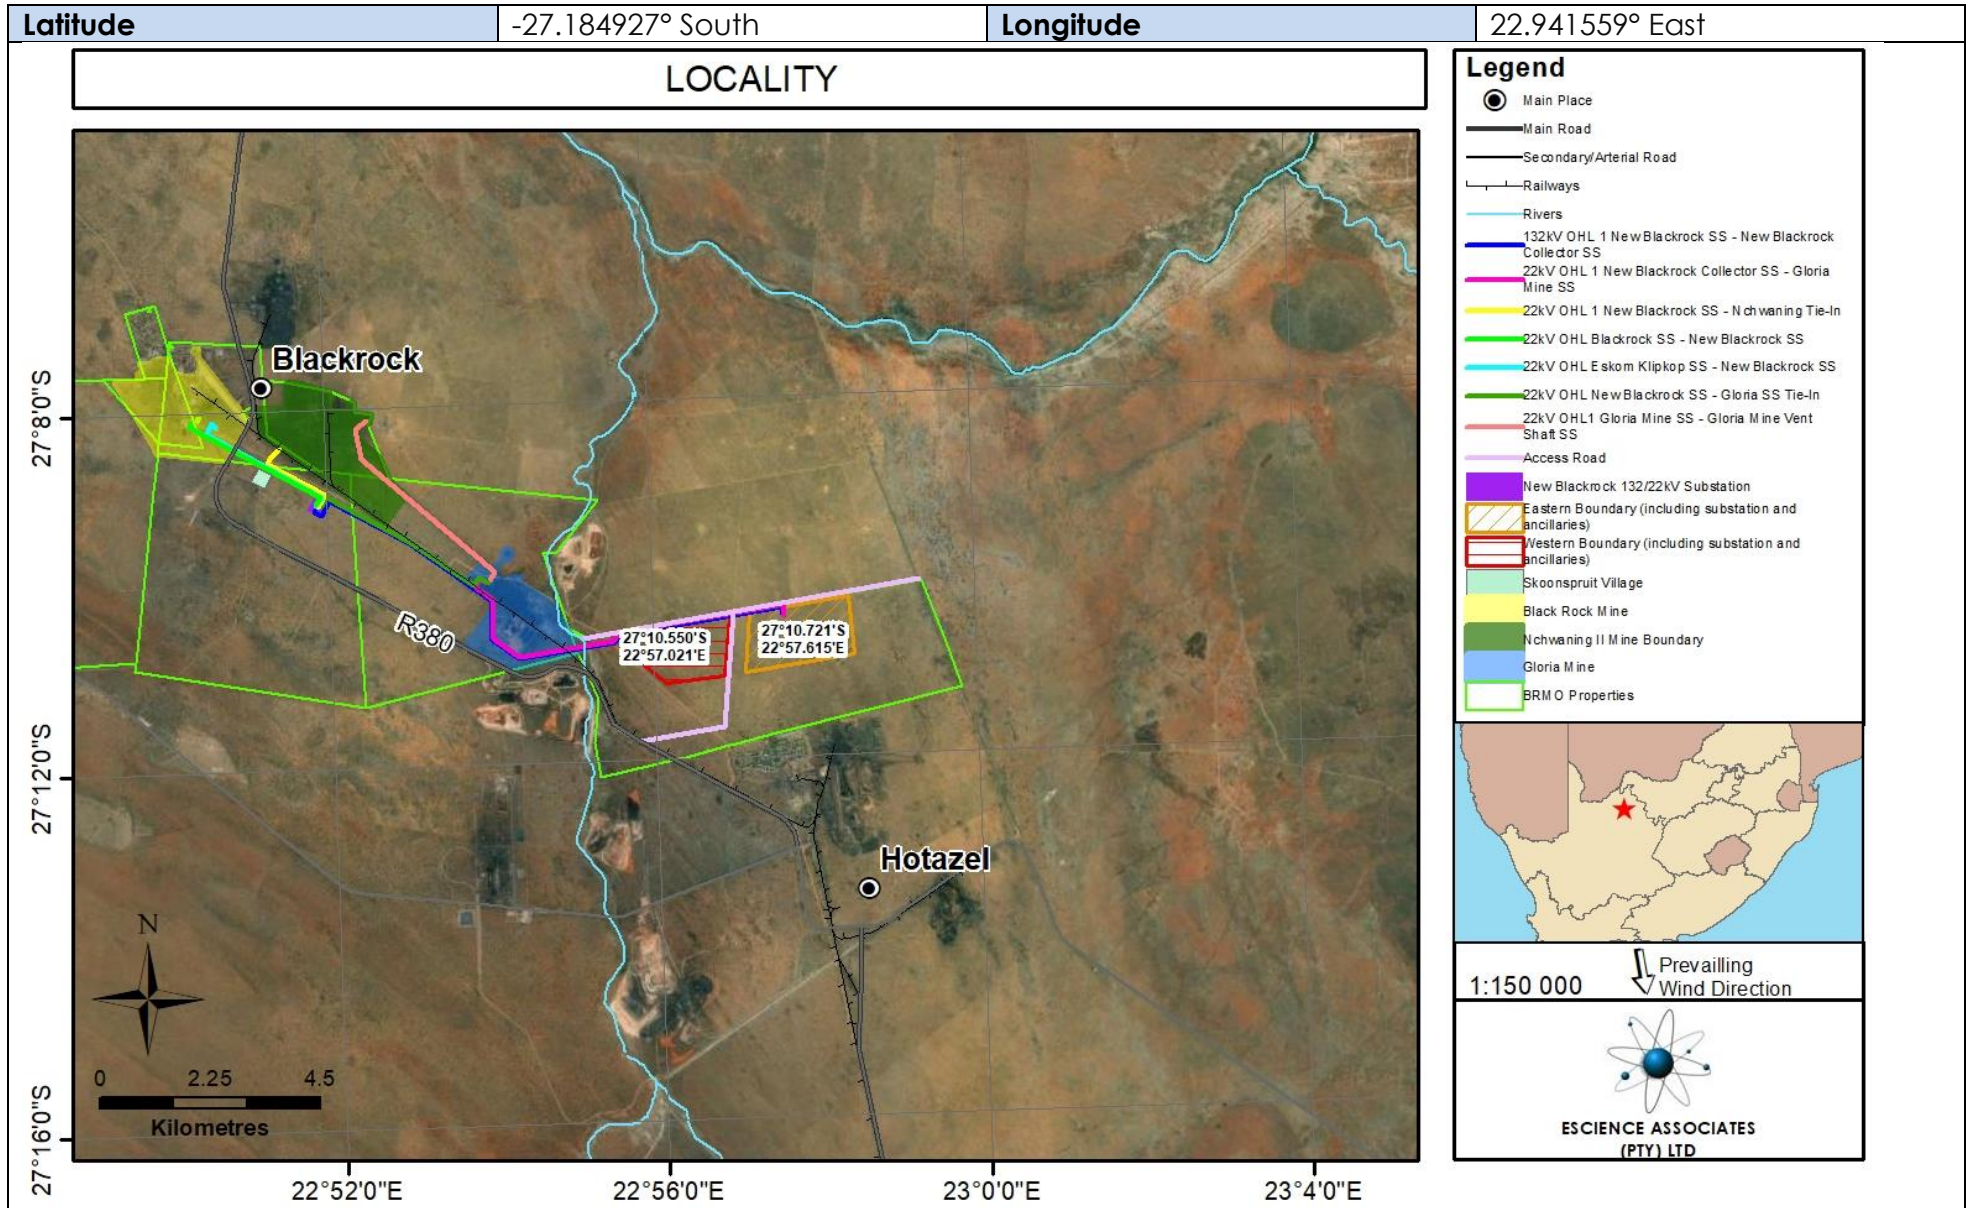 Latitude -27.184927° South Longitude 22.941559° East
LOCALITY
Blackrock
R380
27°10.550'S
22°57.021'E
27°10.721'S
22°57.615'E
Hotazel
N
0 2.25 4.5
Kilometres
27°8'0"S
27°12'0"S
27°16'0"S
22°52'0"E 22°56'0"E 23°0'0"E 23°4'0"E
Legend
Main Place
Main Road
Secondary/Arterial Road
Railways
Rivers
132kV OHL 1 New Blackrock SS - New Blackrock
Collector SS
22kV OHL 1 New Blackrock Collector SS - Gloria
Mine SS
22kV OHL 1 New Blackrock SS - Nchwaning Tie-In
22kV OHL Blackrock SS - New Blackrock SS
22kV OHL Eskom Klipkop SS - New Blackrock SS
22kV OHL New Blackrock SS - Gloria SS Tie-In
22kV OHL1 Gloria Mine SS - Gloria Mine Vent
Shaft SS
Access Road
New Blackrock 132/22kV Substation
Eastern Boundary (including substation and
ancillaries)
Western Boundary (including substation and
ancillaries)
Skoonspruit Village
Black Rock Mine
Nchwaning II Mine Boundary
Gloria Mine
BRMO Properties
1:150 000
Prevailling
Wind Direction
ESCIENCE ASSOCIATES
(PTY) LTD